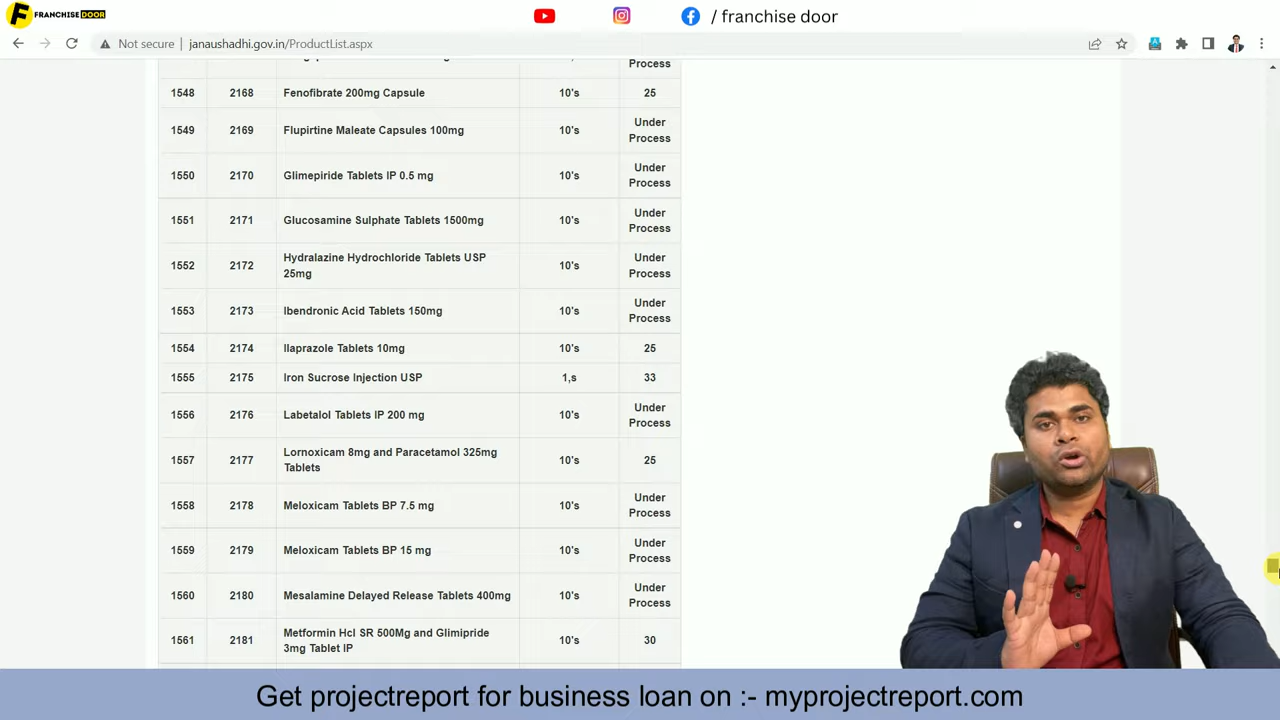 FRANCHISE DOOR
/ franchise door
Not secure | janaushadhi.gov.in/ProductList.aspx
Process
1548 2168 Fenofibrate 200mg Capsule 10's 25
1549 2169 Flupirtine Maleate Capsules 100mg 10's Under Process
1550 2170 Glimepiride Tablets IP 0.5 mg 10's Under Process
1551 2171 Glucosamine Sulphate Tablets 1500mg 10's Under Process
1552 2172 Hydralazine Hydrochloride Tablets USP 25mg 10's Under Process
1553 2173 Ibendronic Acid Tablets 150mg 10's Under Process
1554 2174 Ilaprazole Tablets 10mg 10's 25
1555 2175 Iron Sucrose Injection USP 1,s 33
1556 2176 Labetalol Tablets IP 200 mg 10's Under Process
1557 2177 Lornoxicam 8mg and Paracetamol 325mg Tablets 10's 25
1558 2178 Meloxicam Tablets BP 7.5 mg 10's Under Process
1559 2179 Meloxicam Tablets BP 15 mg 10's Under Process
1560 2180 Mesalamine Delayed Release Tablets 400mg 10's Under Process
1561 2181 Metformin Hcl SR 500Mg and Glimipride 3mg Tablet IP 10's 30
Get projectreport for business loan on :- myprojectreport.com